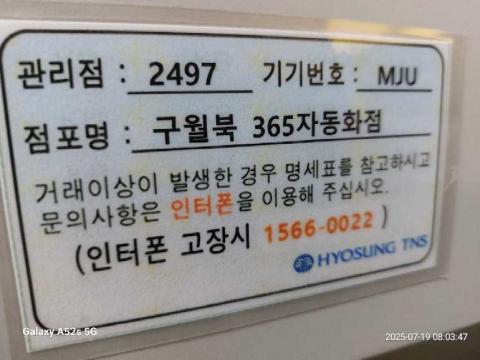 관리점 : 2497 기기번호 : MJU
점포명 : 구월북 365자동화점
거래이상이 발생한 경우 명세표를 참고하시고
문의사항은 인터폰을 이용해 주십시오.
(인터폰 고장시 1566-0022 )
HYOSUNG TNS
Galaxy A52s 5G
2025-07-19 08:03:47